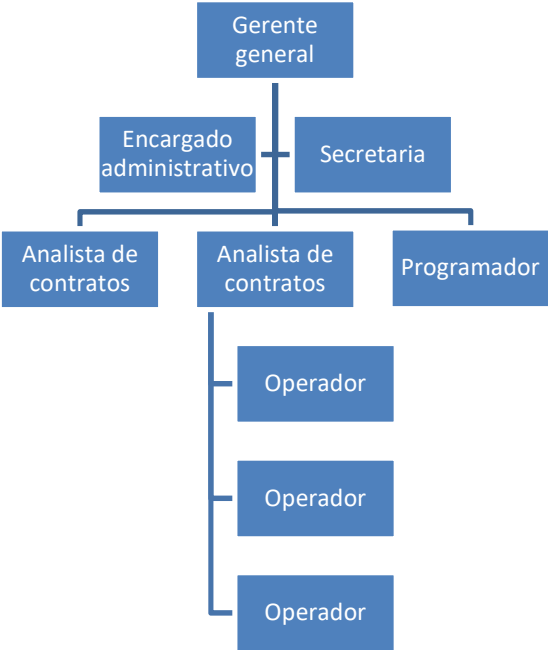 Gerente
general
Encargado
administrativo
Secretaria
Analista de
contratos
Analista de
contratos
Programador
Operador
Operador
Operador